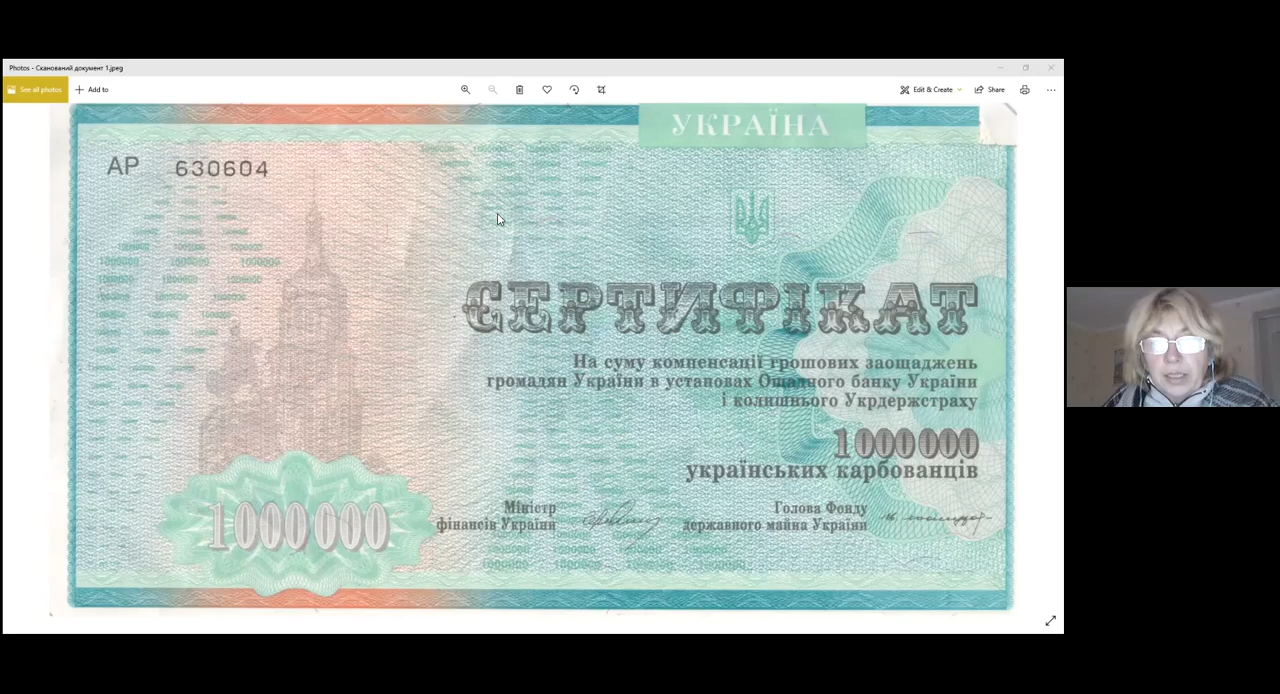 Photos - Сканований документ 1.jpeg
See all photos
Add to
Edit & Create
Share
УКРАЇНА
АР 630604
СЕРТИФІКАТ
На суму компенсації грошових заощаджень
громадян України в установах Ощадного банку України
і колишнього Укрдержстраху
1000000
українських карбованців
1000000
Міністр
фінансів України
Голова Фонду
державного майна України